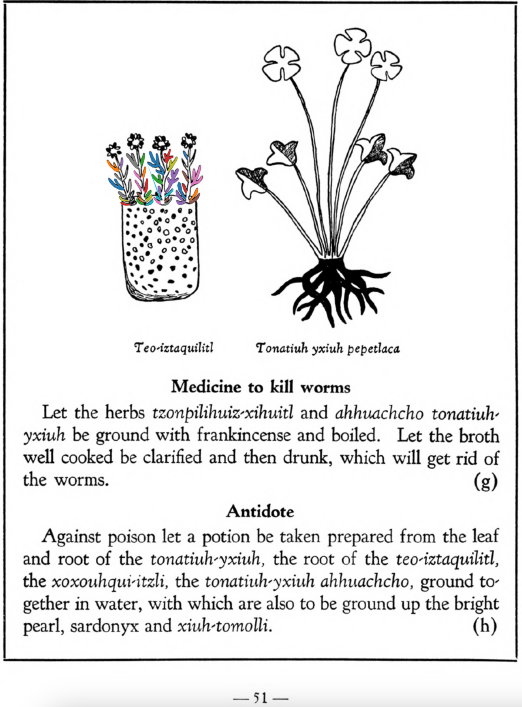 Teo-iztaquilitl Tonatiuh yxiuh pepetlaca
Medicine to kill worms
Let the herbs tzonpilihuiz-xihuitl and ahhuachcho tonatiuh-
yxiuh be ground with frankincense and boiled. Let the broth
well cooked be clarified and then drunk, which will get rid of
the worms. (g)
Antidote
Against poison let a potion be taken prepared from the leaf
and root of the tonatiuh-yxiuh, the root of the teo-iztaquilitl,
the xoxouhqui-itzli, the tonatiuh-yxiuh ahhuachcho, ground to-
gether in water, with which are also to be ground up the bright
pearl, sardonyx and xiuh-tomolli. (h)
— 51 —